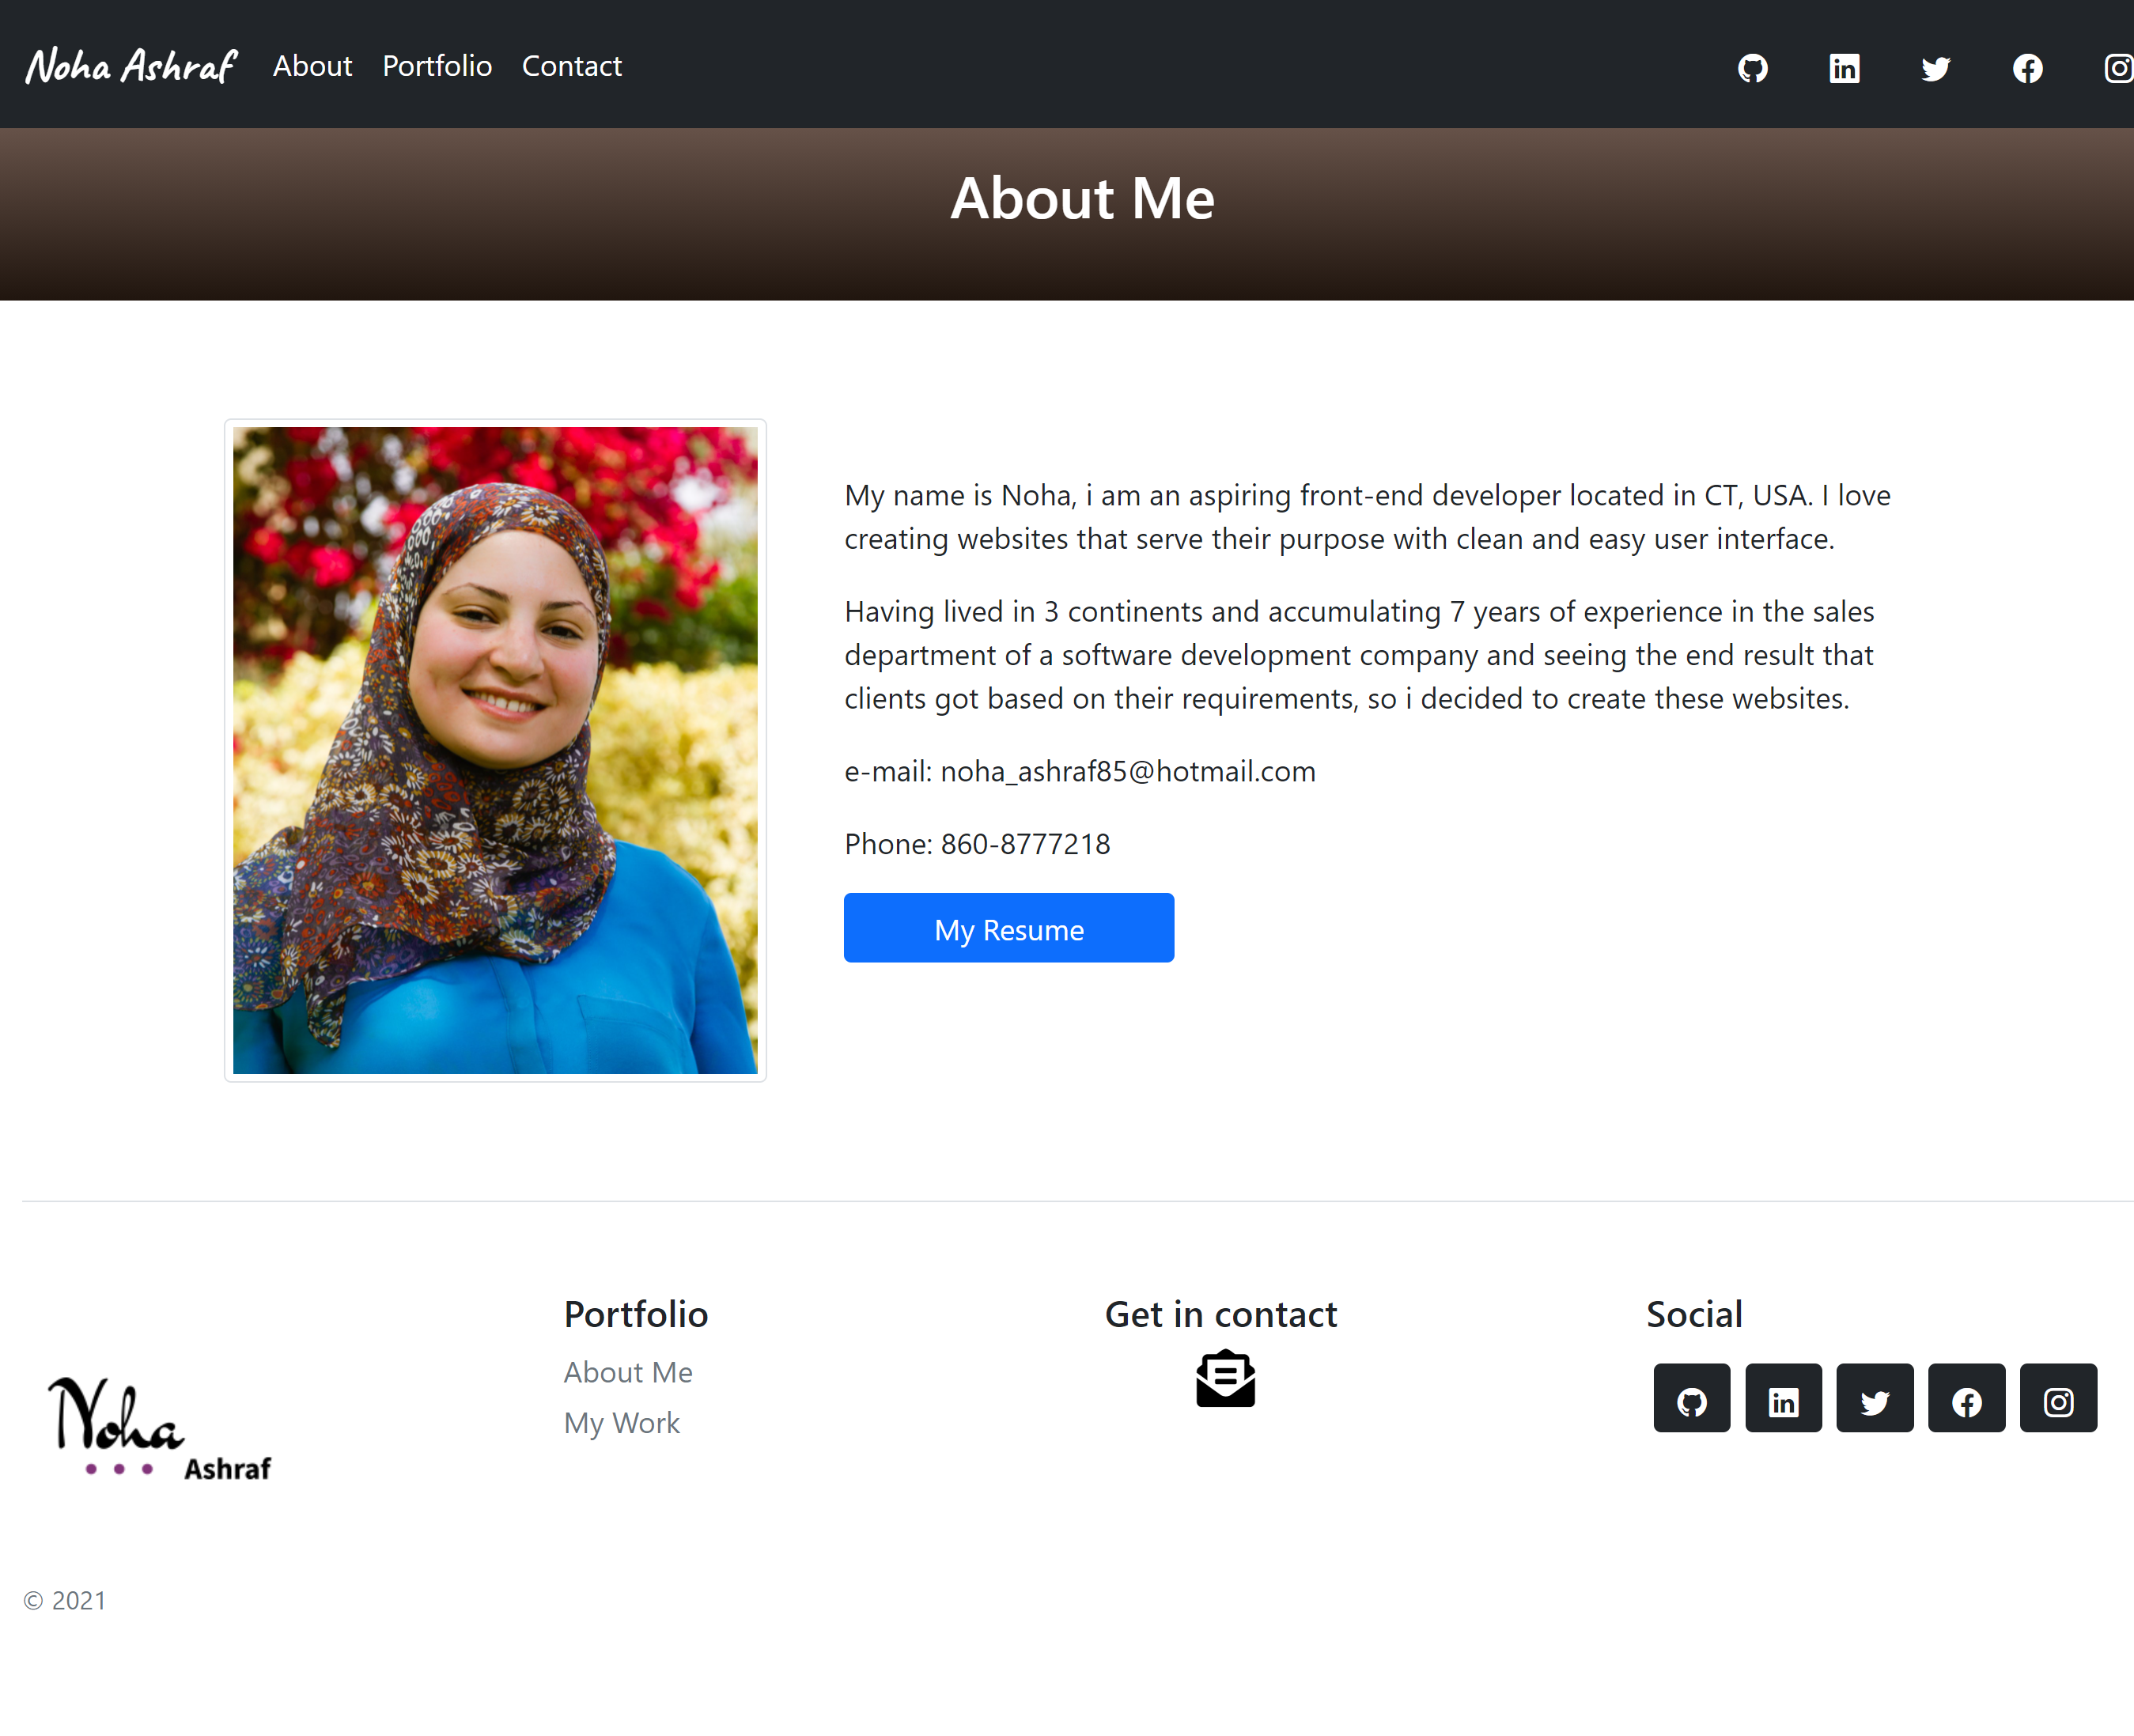 Noha Ashraf About Portfolio Contact
About Me
My name is Noha, i am an aspiring front-end developer located in CT, USA. I love
creating websites that serve their purpose with clean and easy user interface.
Having lived in 3 continents and accumulating 7 years of experience in the sales
department of a software development company and seeing the end result that
clients got based on their requirements, so i decided to create these websites.
e-mail: noha_ashraf85@hotmail.com
Phone: 860-8777218
My Resume
Noha
Ashraf
Portfolio
About Me
My Work
Get in contact
Social
© 2021